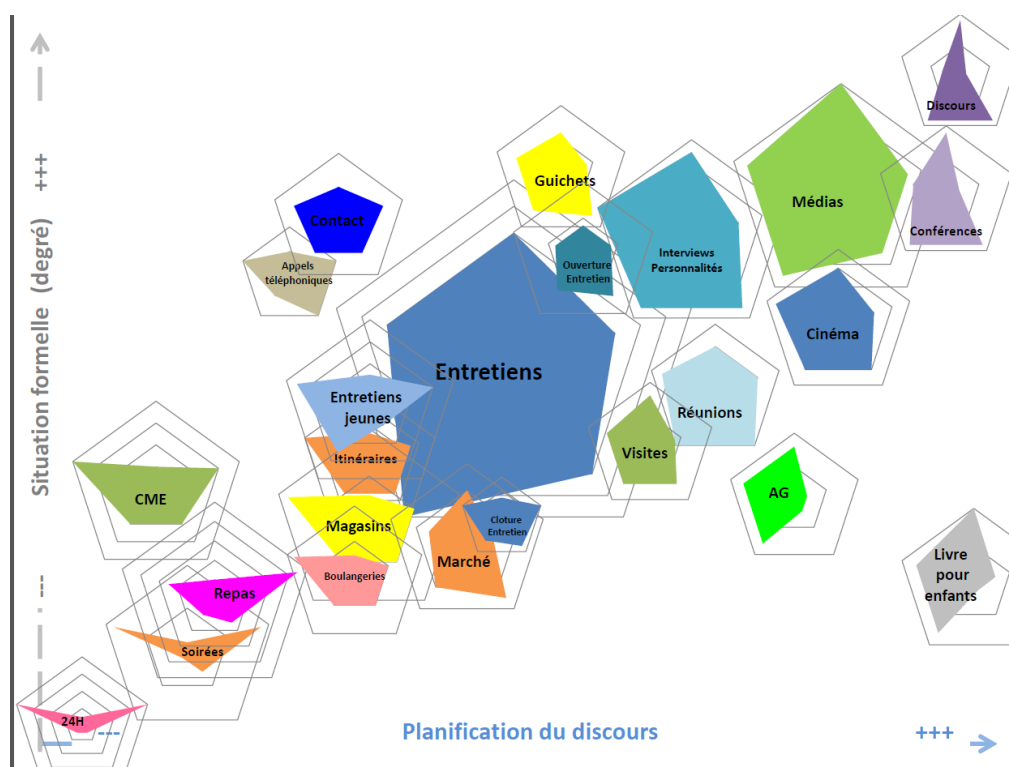 Discours
+++
Médias
Guichets
Contact
Conférences
Interviews
Personnalités
Ouverture
Entretien
Appels
téléphoniques
Situation formelle (degré)
Cinéma
Entretiens
Entretiens
jeunes
Réunions
Itinéraires
Visites
CME
AG
Magasins
Cloture
Entretien
Marché
Boulangeries
Livre
pour
enfants
---
Repas
Soirées
24H
---
Planification du discours
+++